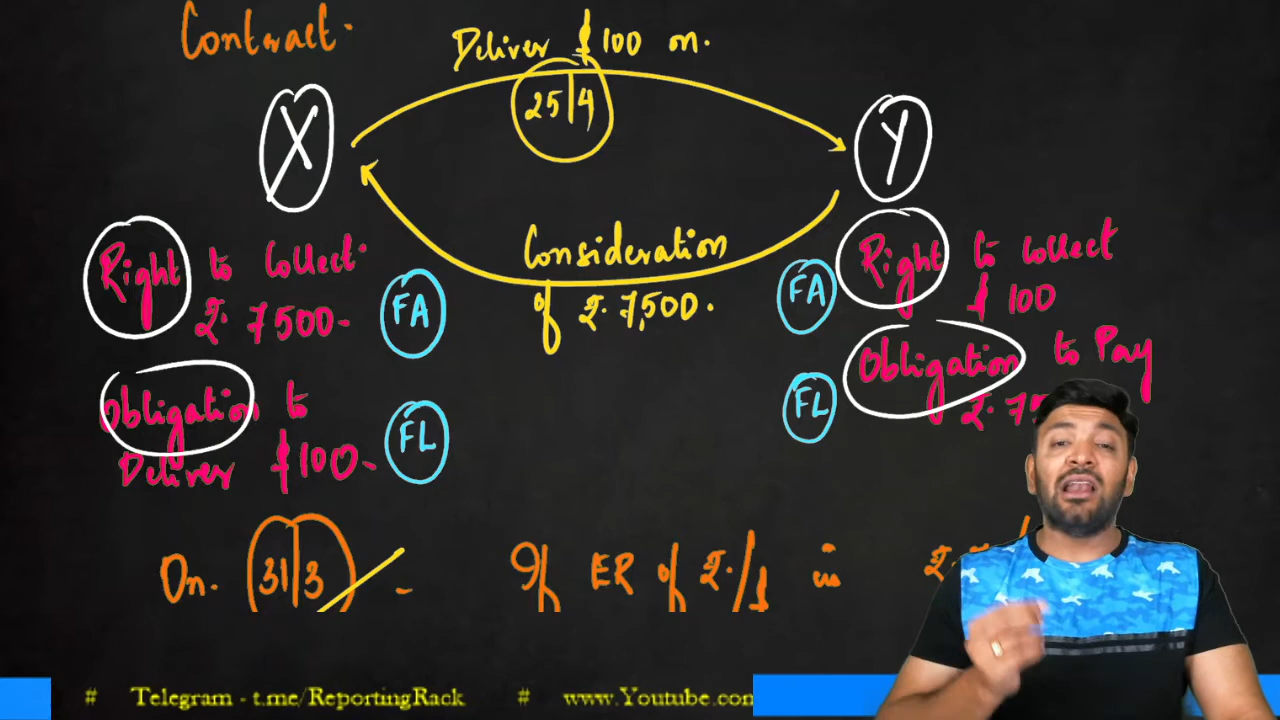 Contract.
Deliver $100 on.
25|4
X
Y
Right to Collect.
₹. 7500.
FA
Consideration
of ₹. 7,500.
FA
Right to collect
$ 100
Obligation to
Deliver $100.
FL
FL
Obligation to Pay
On. 31|3 -
If ER of ₹./$ is
# Telegram - t.me/ReportingRack # www.Youtube.com